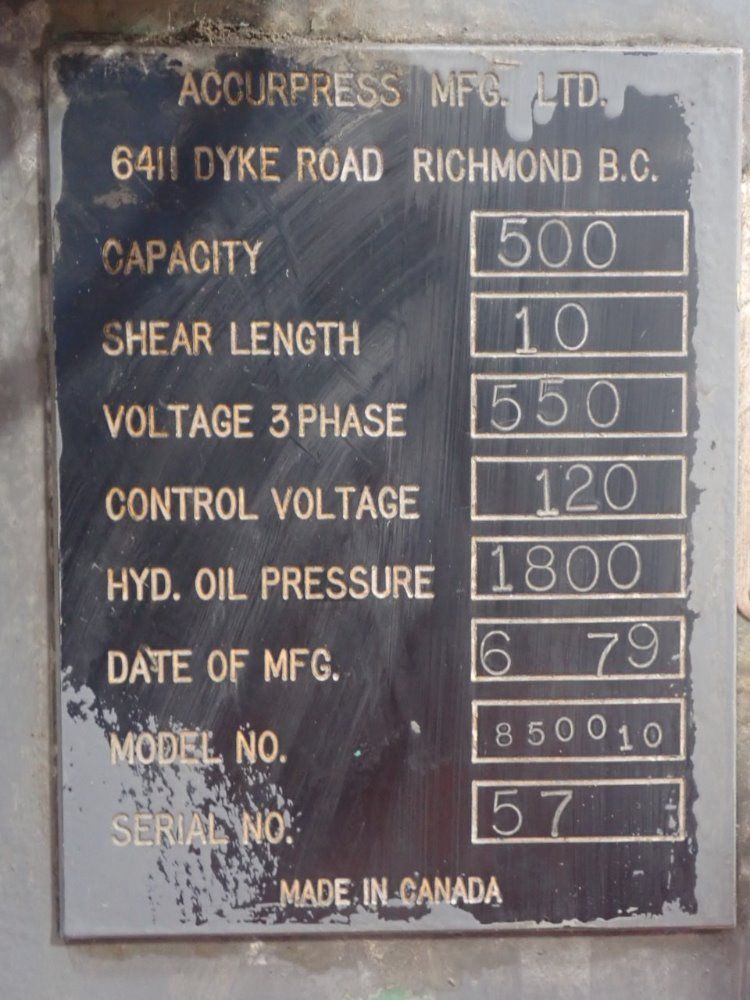 ACCURPRESS MFG. LTD.
6411 DYKE ROAD RICHMOND B.C.
CAPACITY 500
SHEAR LENGTH 10
VOLTAGE 3 PHASE 550
CONTROL VOLTAGE 120
HYD. OIL PRESSURE 1800
DATE OF MFG. 6 79
MODEL NO. 850010
SERIAL NO. 57
MADE IN CANADA